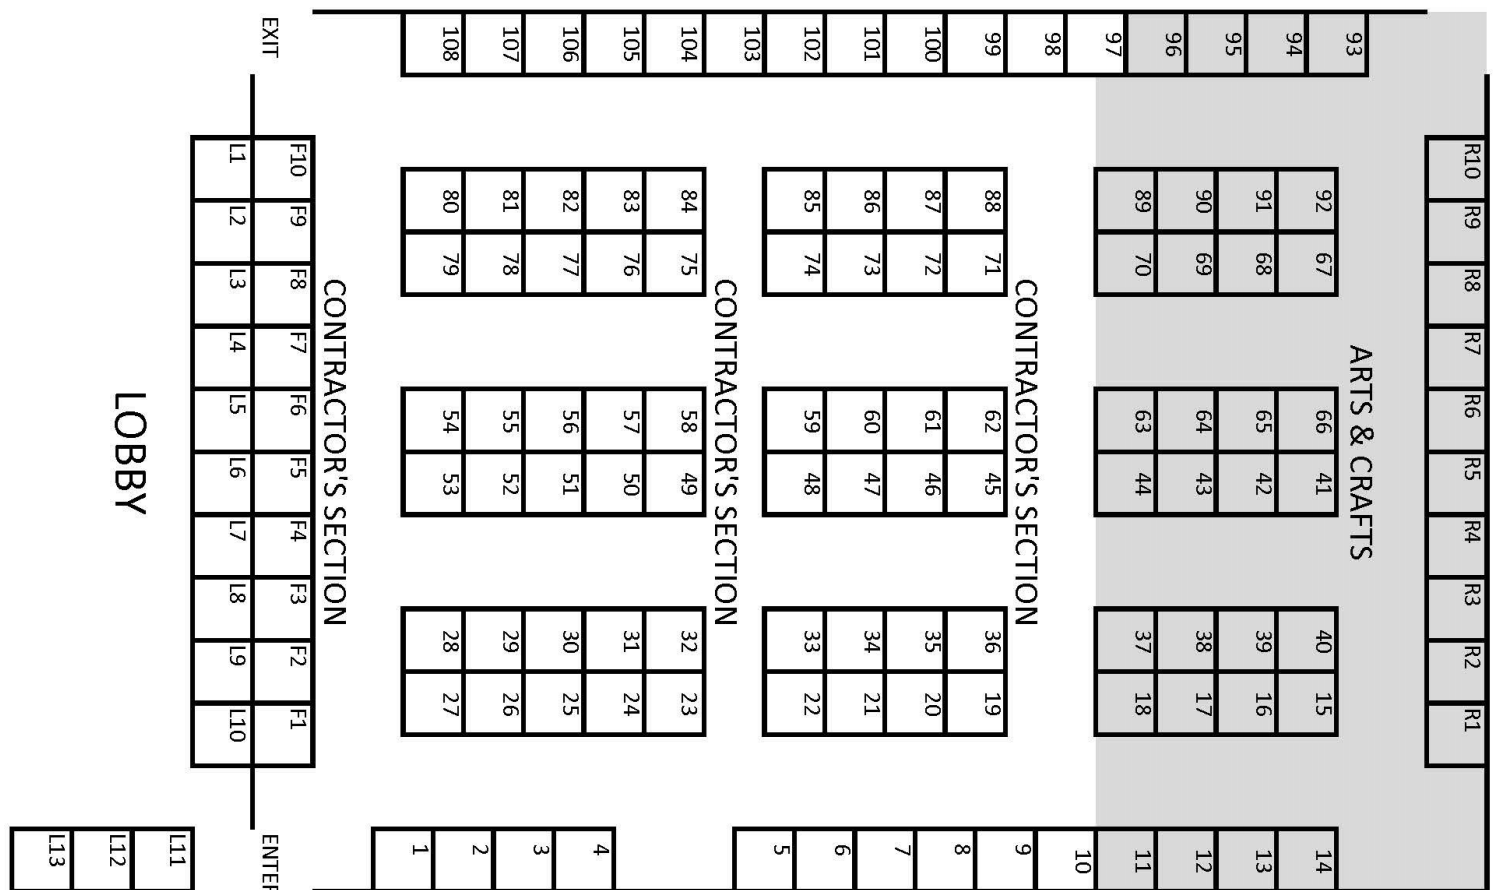 EXIT
108 107 106 105 104 103 102 101 100 99 98 97 96 95 94 93
L1 F10 R10
L2 F9 R9
L3 F8 R8
L4 F7 R7
L5 F6 R6
L6 F5 R5
L7 F4 R4
L8 F3 R3
L9 F2 R2
L10 F1 R1
80 81 82 83 84 85 86 87 88 89 90 91 92
79 78 77 76 75 74 73 72 71 70 69 68 67
CONTRACTOR'S SECTION
CONTRACTOR'S SECTION
CONTRACTOR'S SECTION
ARTS & CRAFTS
LOBBY
54 55 56 57 58 59 60 61 62 63 64 65 66
53 52 51 50 49 48 47 46 45 44 43 42 41
28 29 30 31 32 33 34 35 36 37 38 39 40
27 26 25 24 23 22 21 20 19 18 17 16 15
L13 L12 L11
ENTER
1 2 3 4 5 6 7 8 9 10 11 12 13 14